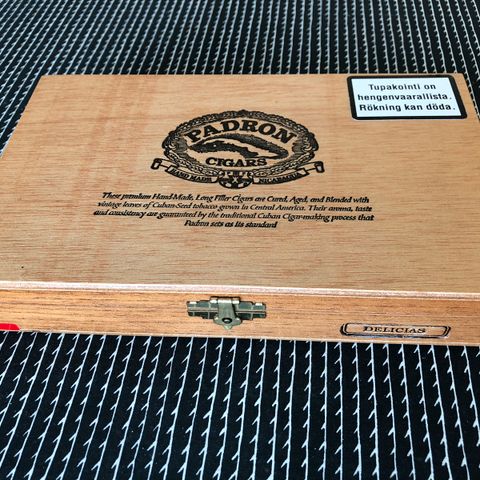 Tupakointi on
hengenvaarallista.
Rökning kan döda.
PADRON
CIGARS
HAND MADE
NICARAGUA
These premium Hand Made, Long Filler Cigars are Cured, Aged, and Blended with
vintage leaves of Cuban-Seed tobacco grown in Central America. Their aroma, taste
and consistency are guaranteed by the traditional Cuban Cigar-making process that
Padron sets as its standard
DELICIAS